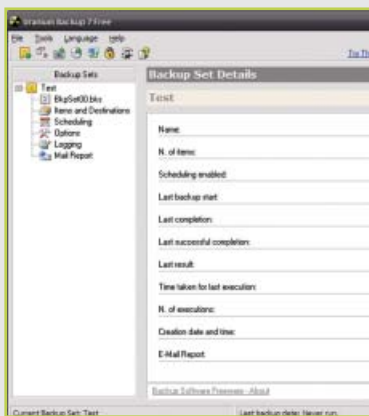 Uranium Backup 7 Free
File Tools Language Help
Backup Sets
Test
BkpSet00.bks
Items and Destinations
Scheduling
Options
Logging
Mail Report
Backup Set Details
Test
Name:
N. of items:
Scheduling enabled:
Last backup start:
Last completion:
Last successful completion:
Last result:
Time taken for last execution:
N. of executions:
Creation date and time:
E-Mail Report:
Backup Software Freeware - About
Current Backup Set: Test
Last backup date: Never run.